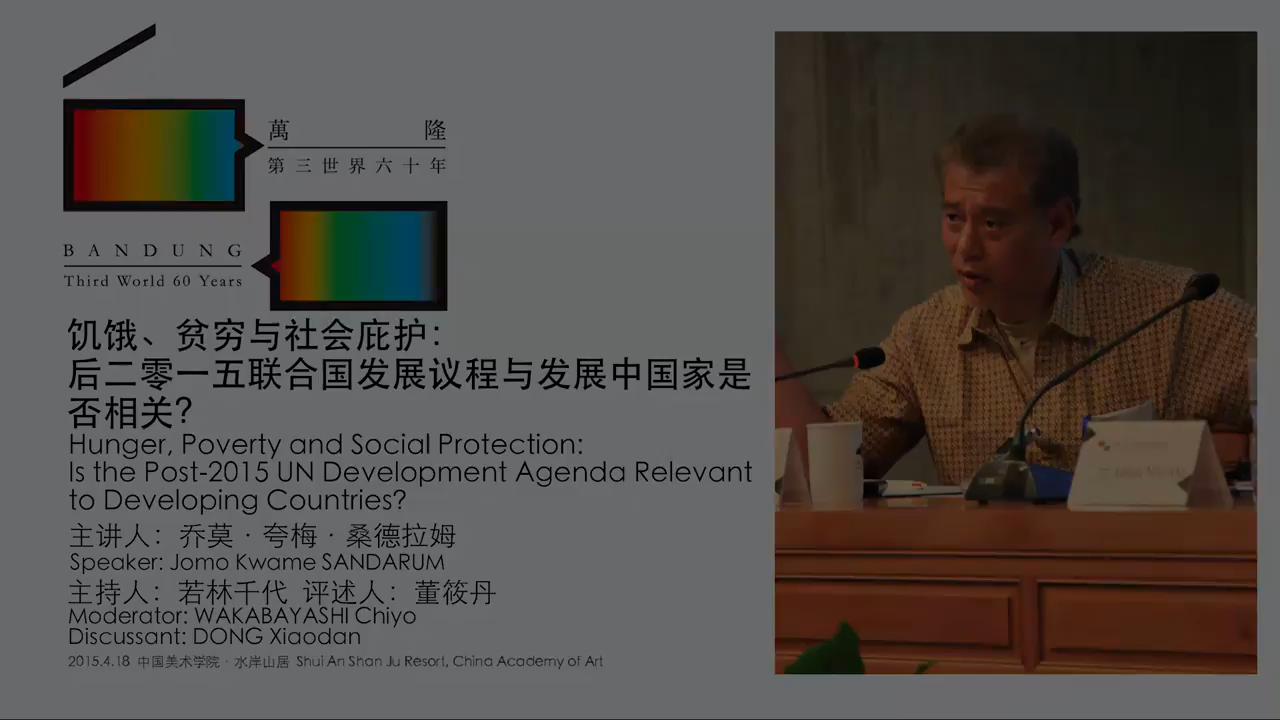 萬 隆
第三世界六十年
BANDUNG
Third World 60 Years
饥饿、贫穷与社会庇护：
后二零一五联合国发展议程与发展中国家是
否相关？
Hunger, Poverty and Social Protection:
Is the Post-2015 UN Development Agenda Relevant
to Developing Countries?
主讲人：乔莫·夸梅·桑德拉姆
Speaker: Jomo Kwame SANDARUM
主持人：若林千代 评述人：董筱丹
Moderator: WAKABAYASHI Chiyo
Discussant: DONG Xiaodan
2015.4.18 中国美术学院·水岸山居 Shui An Shan Ju Resort, China Academy of Art